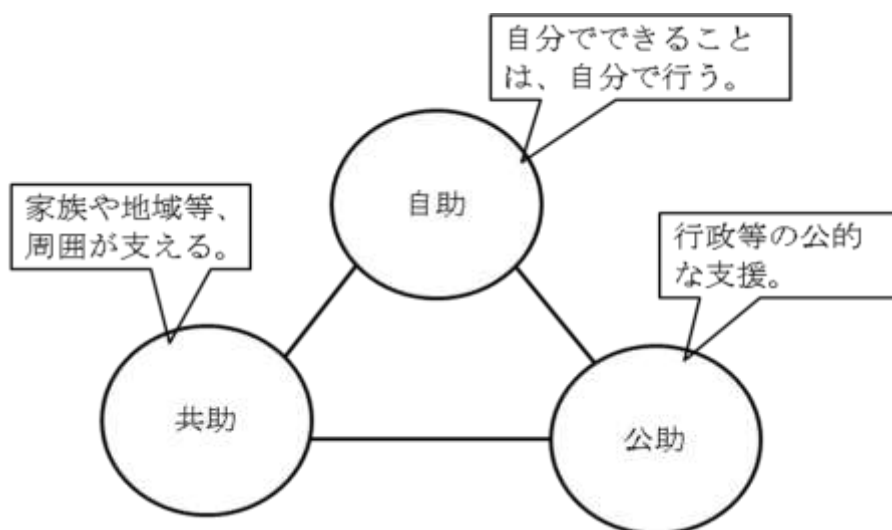 自分でできること
は、自分で行う。
自助
家族や地域等、
周囲が支える。
行政等の公的
な支援。
共助
公助